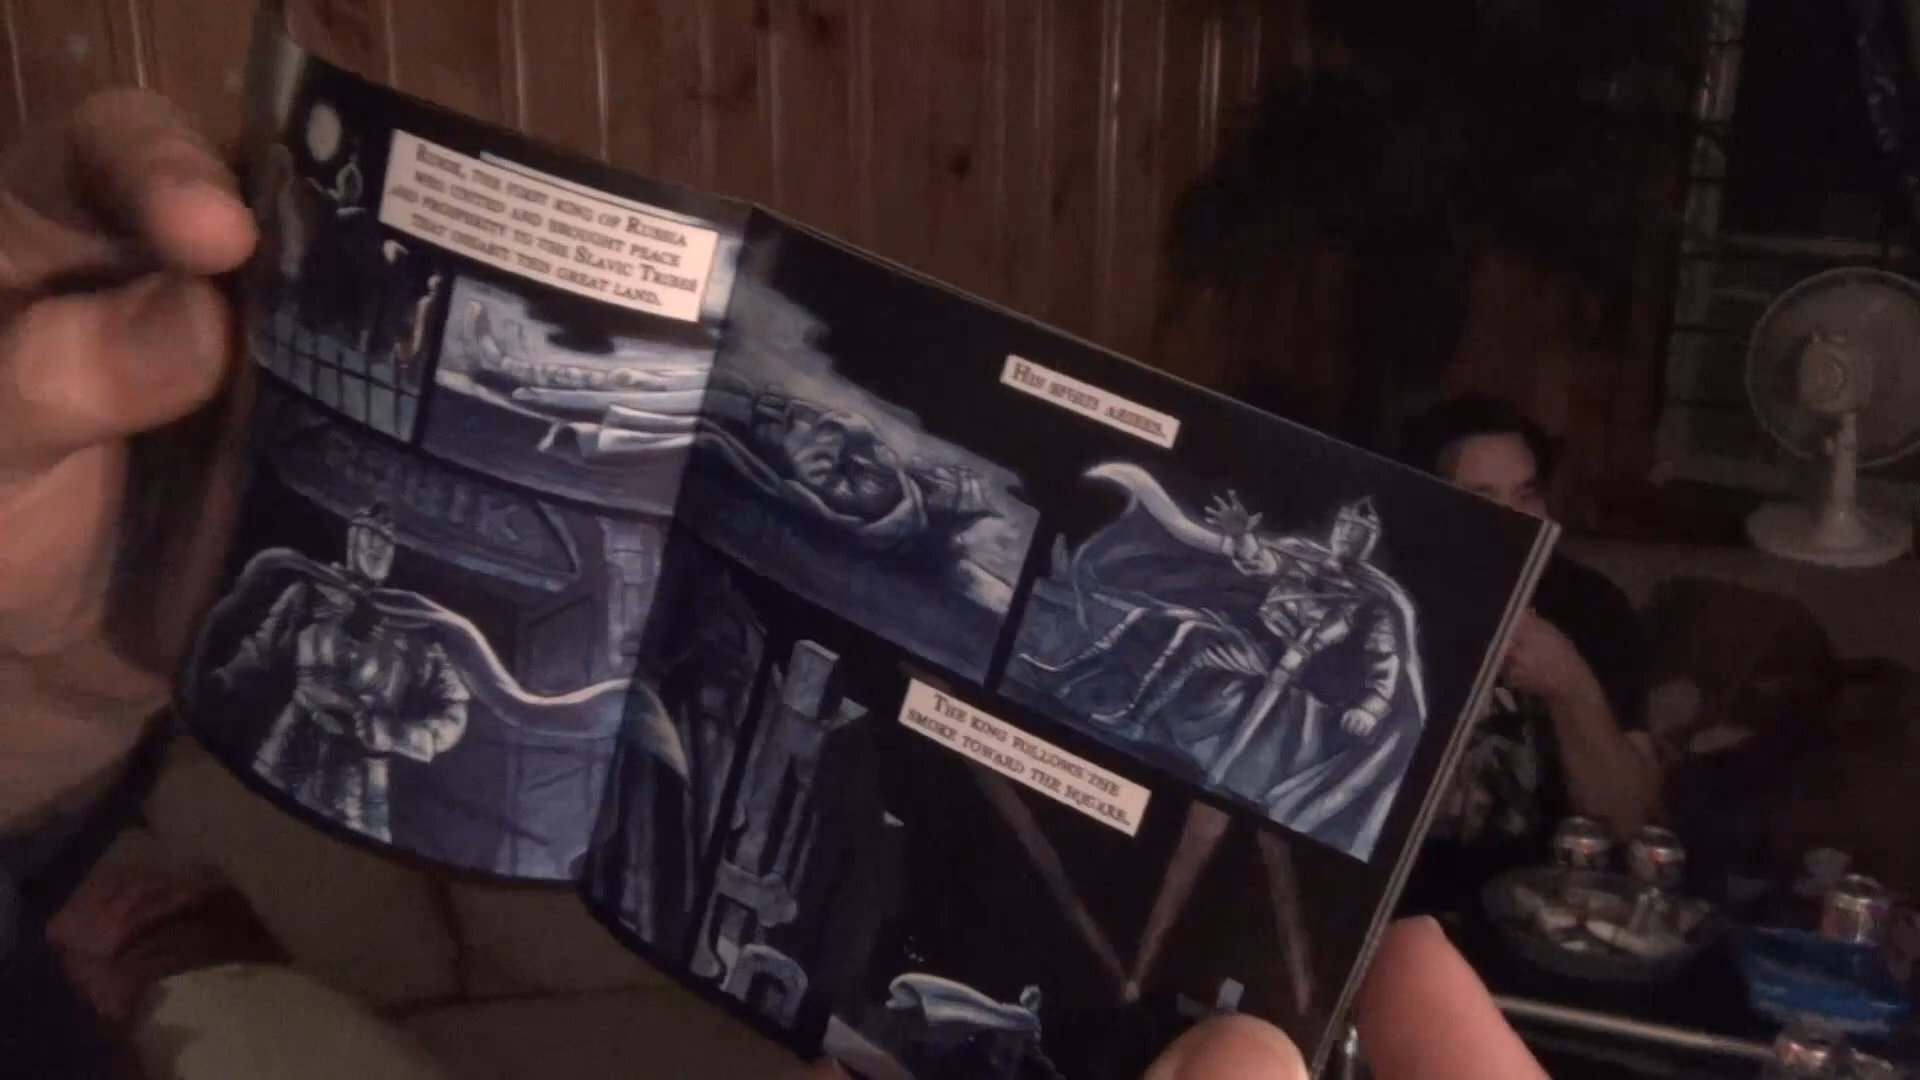 Rurik, the first king of Russia
was united and brought peace
and prosperity to the Slavic Tribes
that inhabit this great land.
His spirit arises.
The king follows the
smoke toward the square.